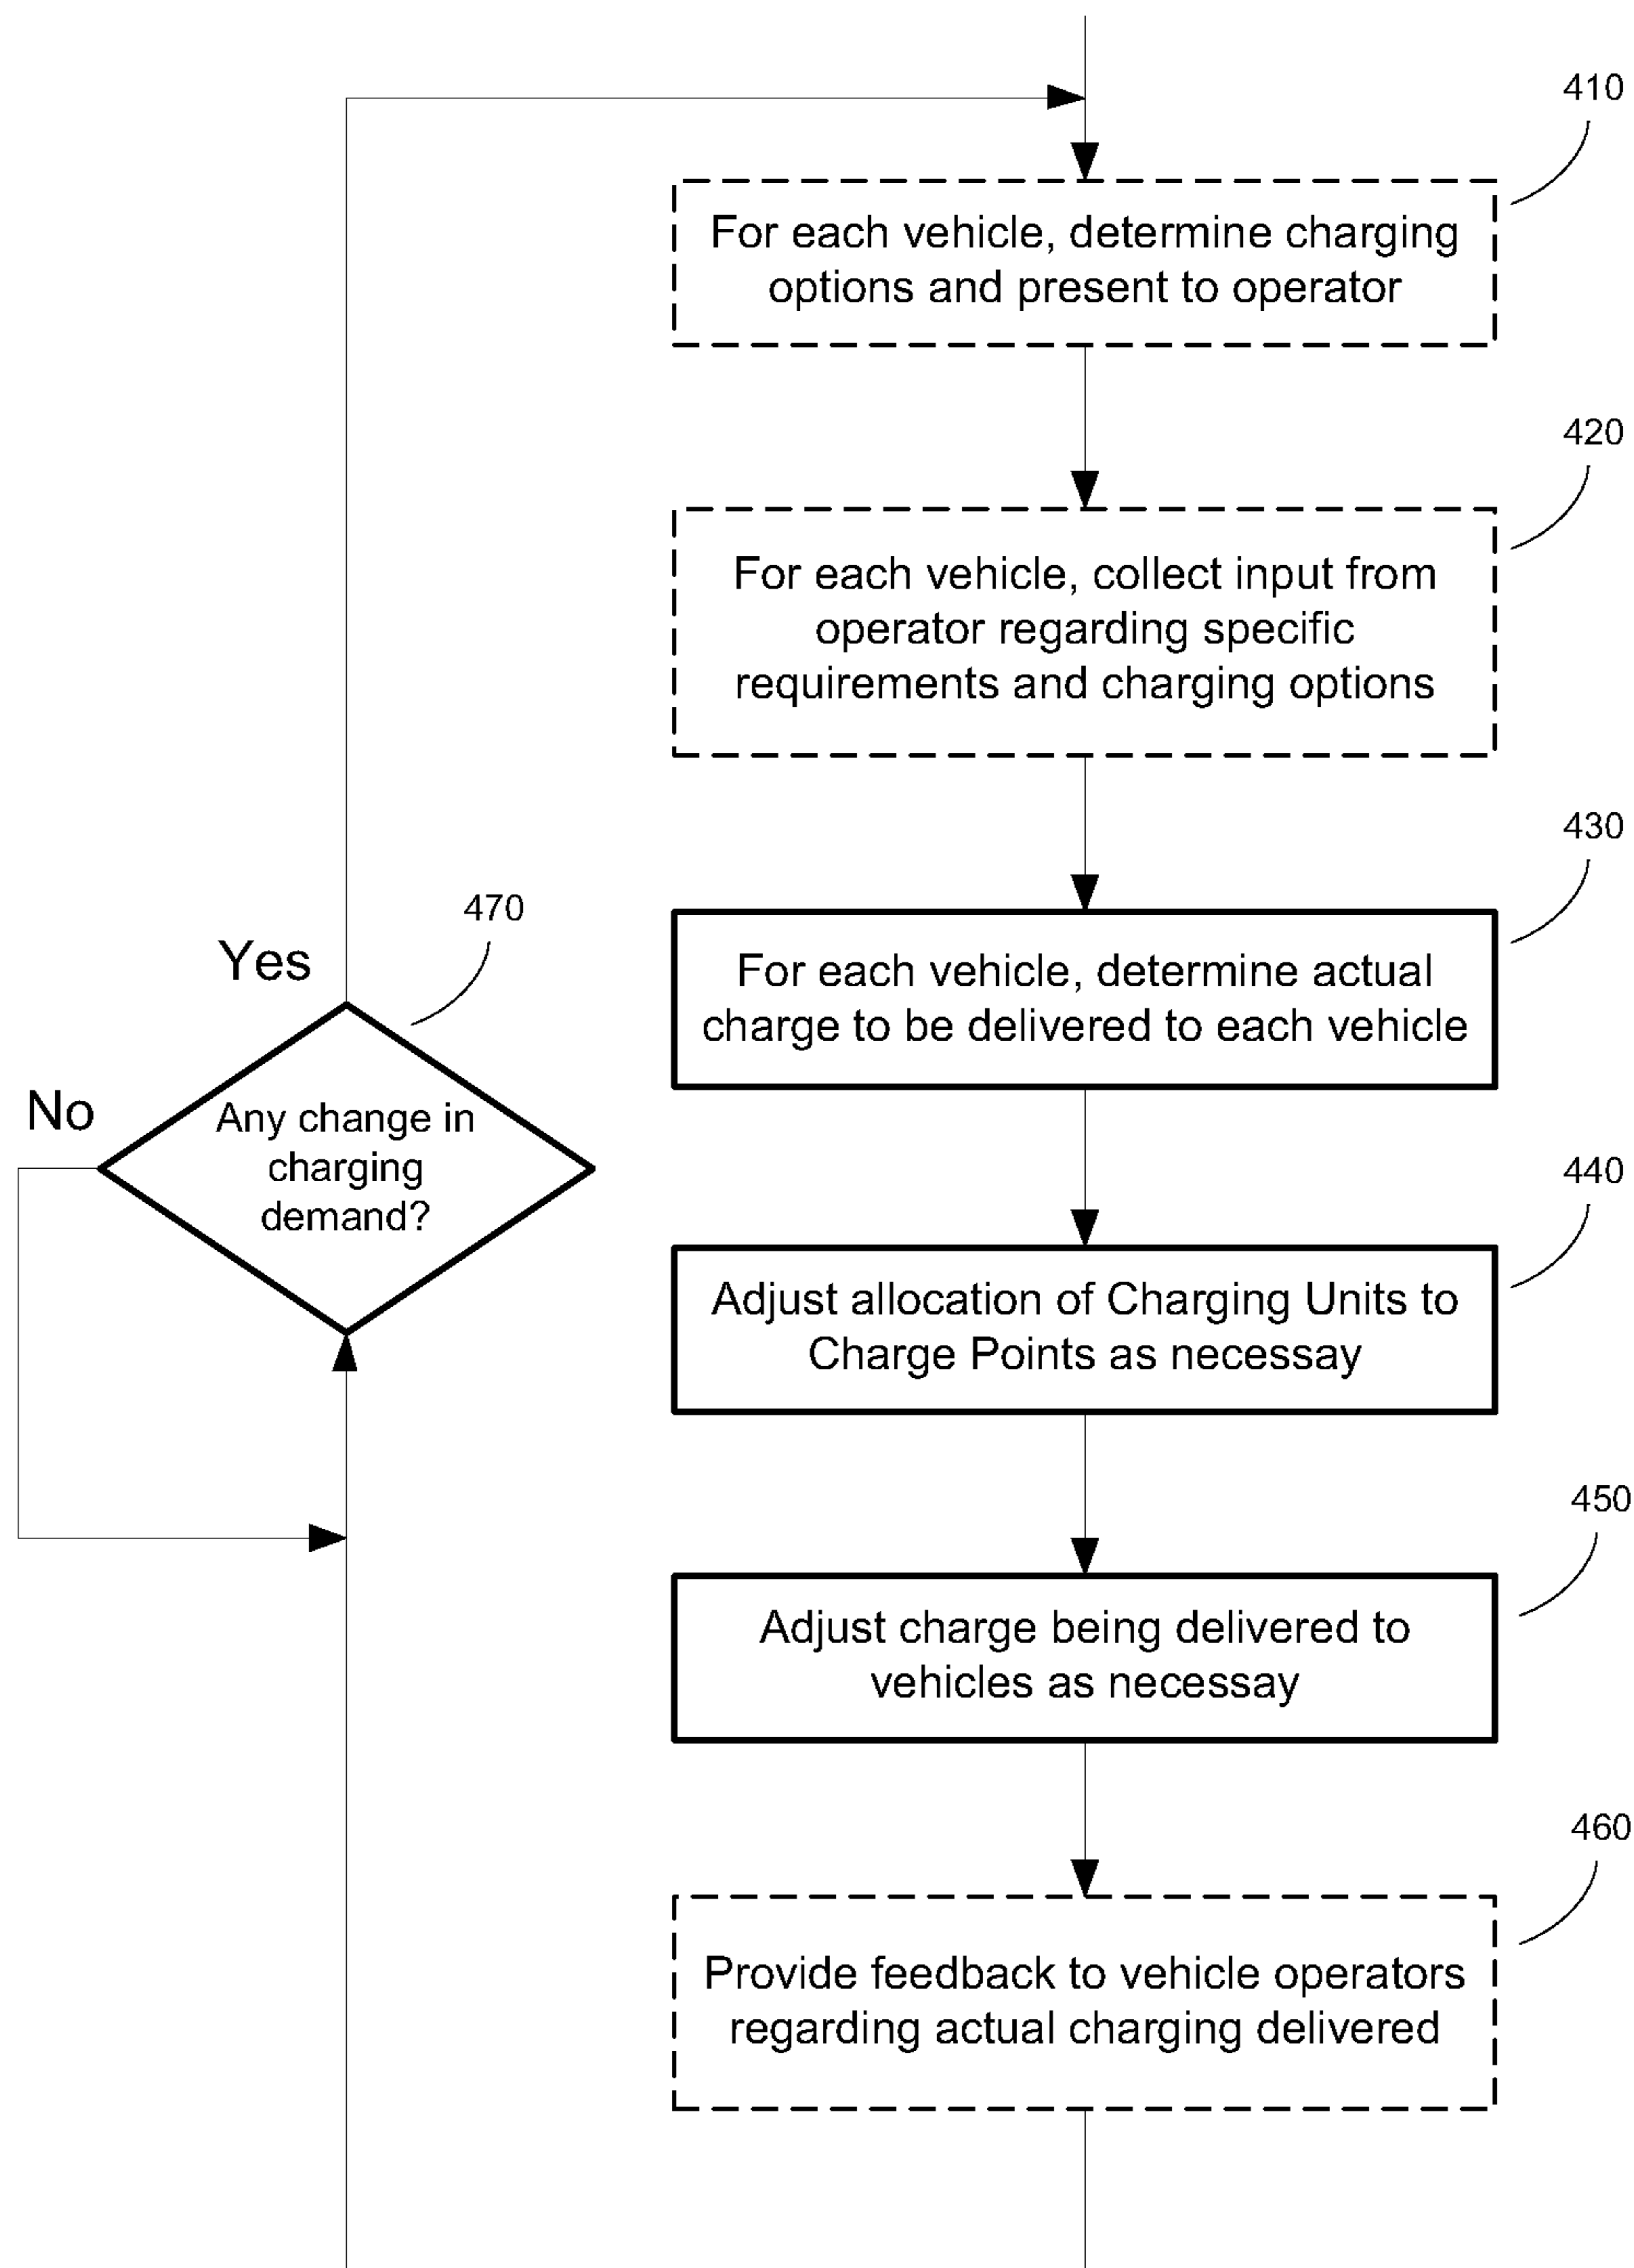 410
For each vehicle, determine charging
options and present to operator
420
For each vehicle, collect input from
operator regarding specific
requirements and charging options
430
For each vehicle, determine actual
charge to be delivered to each vehicle
470
Yes
No
Any change in
charging
demand?
440
Adjust allocation of Charging Units to
Charge Points as necessay
450
Adjust charge being delivered to
vehicles as necessay
460
Provide feedback to vehicle operators
regarding actual charging delivered